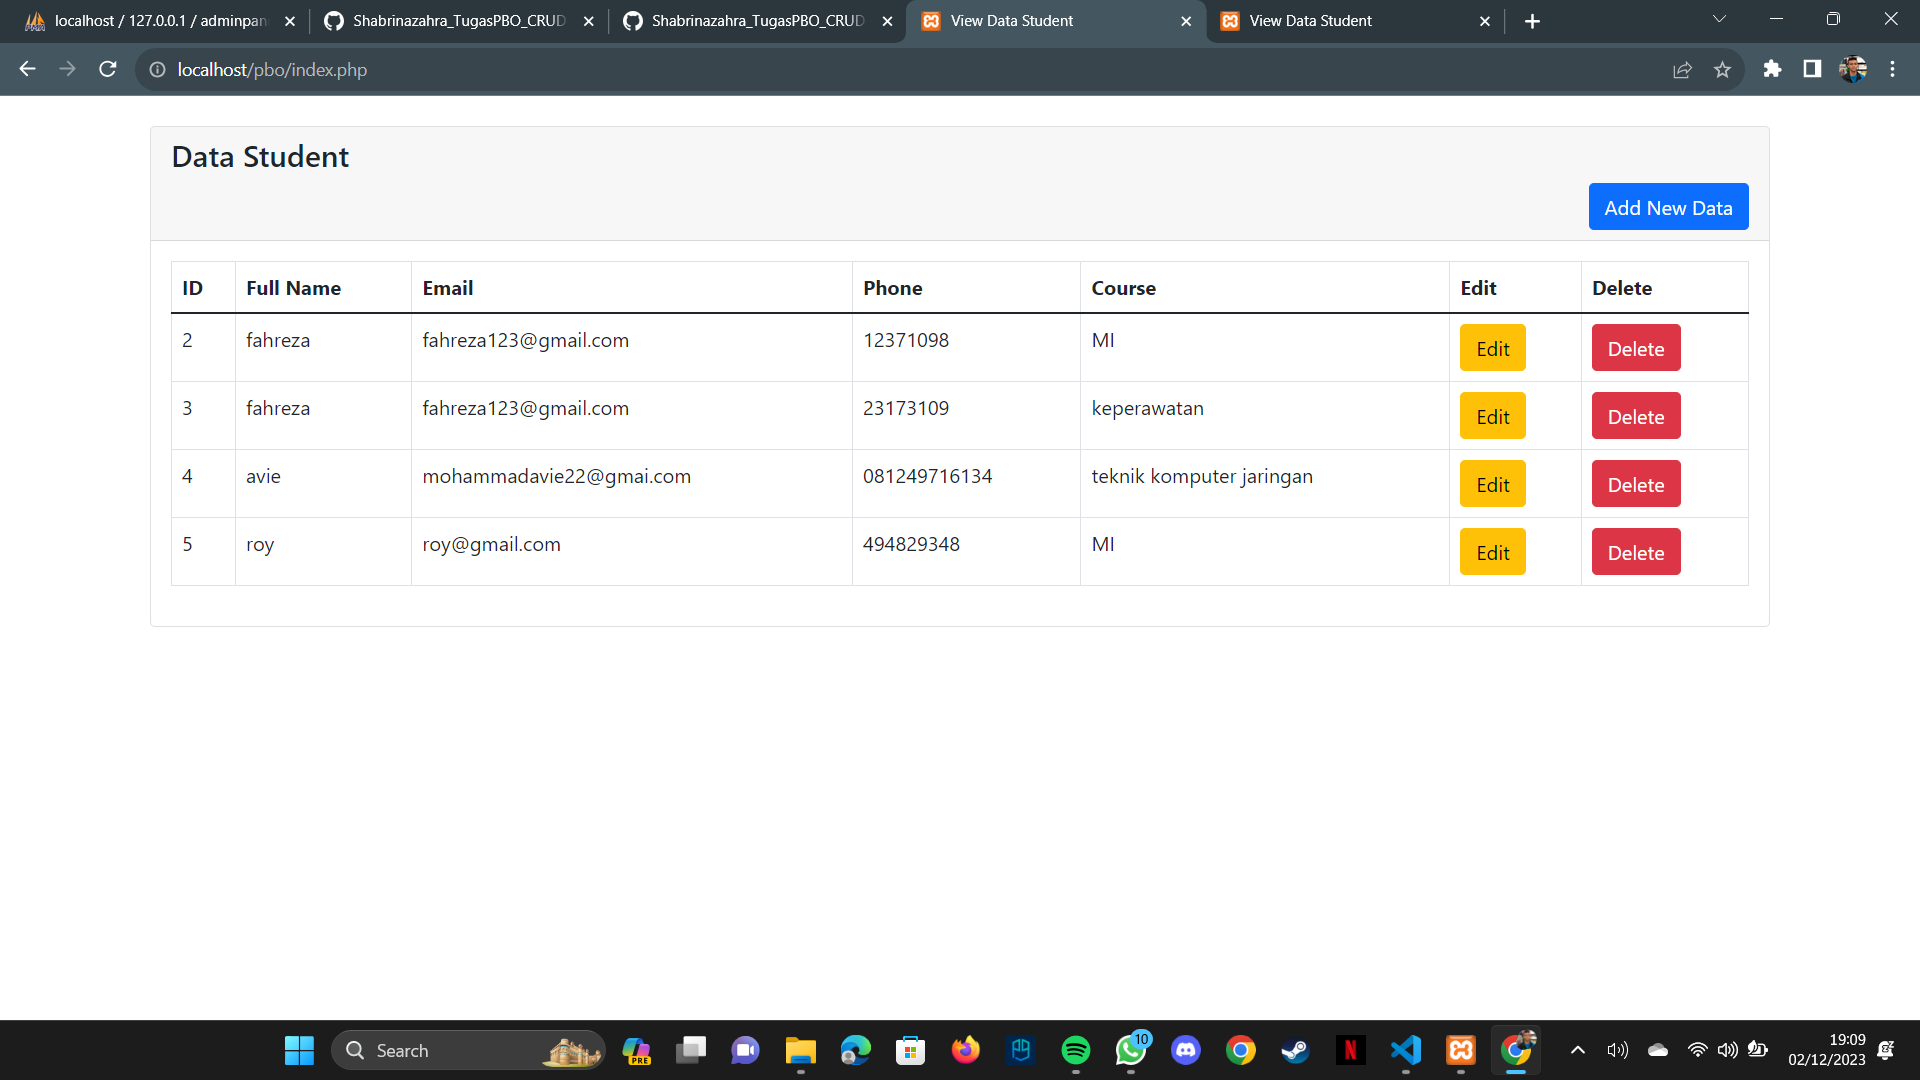 localhost / 127.0.0.1 / adminpan
Shabrinazahra_TugasPBO_CRUD
Shabrinazahra_TugasPBO_CRUD
View Data Student
View Data Student
localhost/pbo/index.php
Data Student
Add New Data
ID Full Name Email Phone Course Edit Delete
2 fahreza fahreza123@gmail.com 12371098 MI Edit Delete
3 fahreza fahreza123@gmail.com 23173109 keperawatan Edit Delete
4 avie mohammadavie22@gmai.com 081249716134 teknik komputer jaringan Edit Delete
5 roy roy@gmail.com 494829348 MI Edit Delete
Search
PRE
10
19:09
02/12/2023